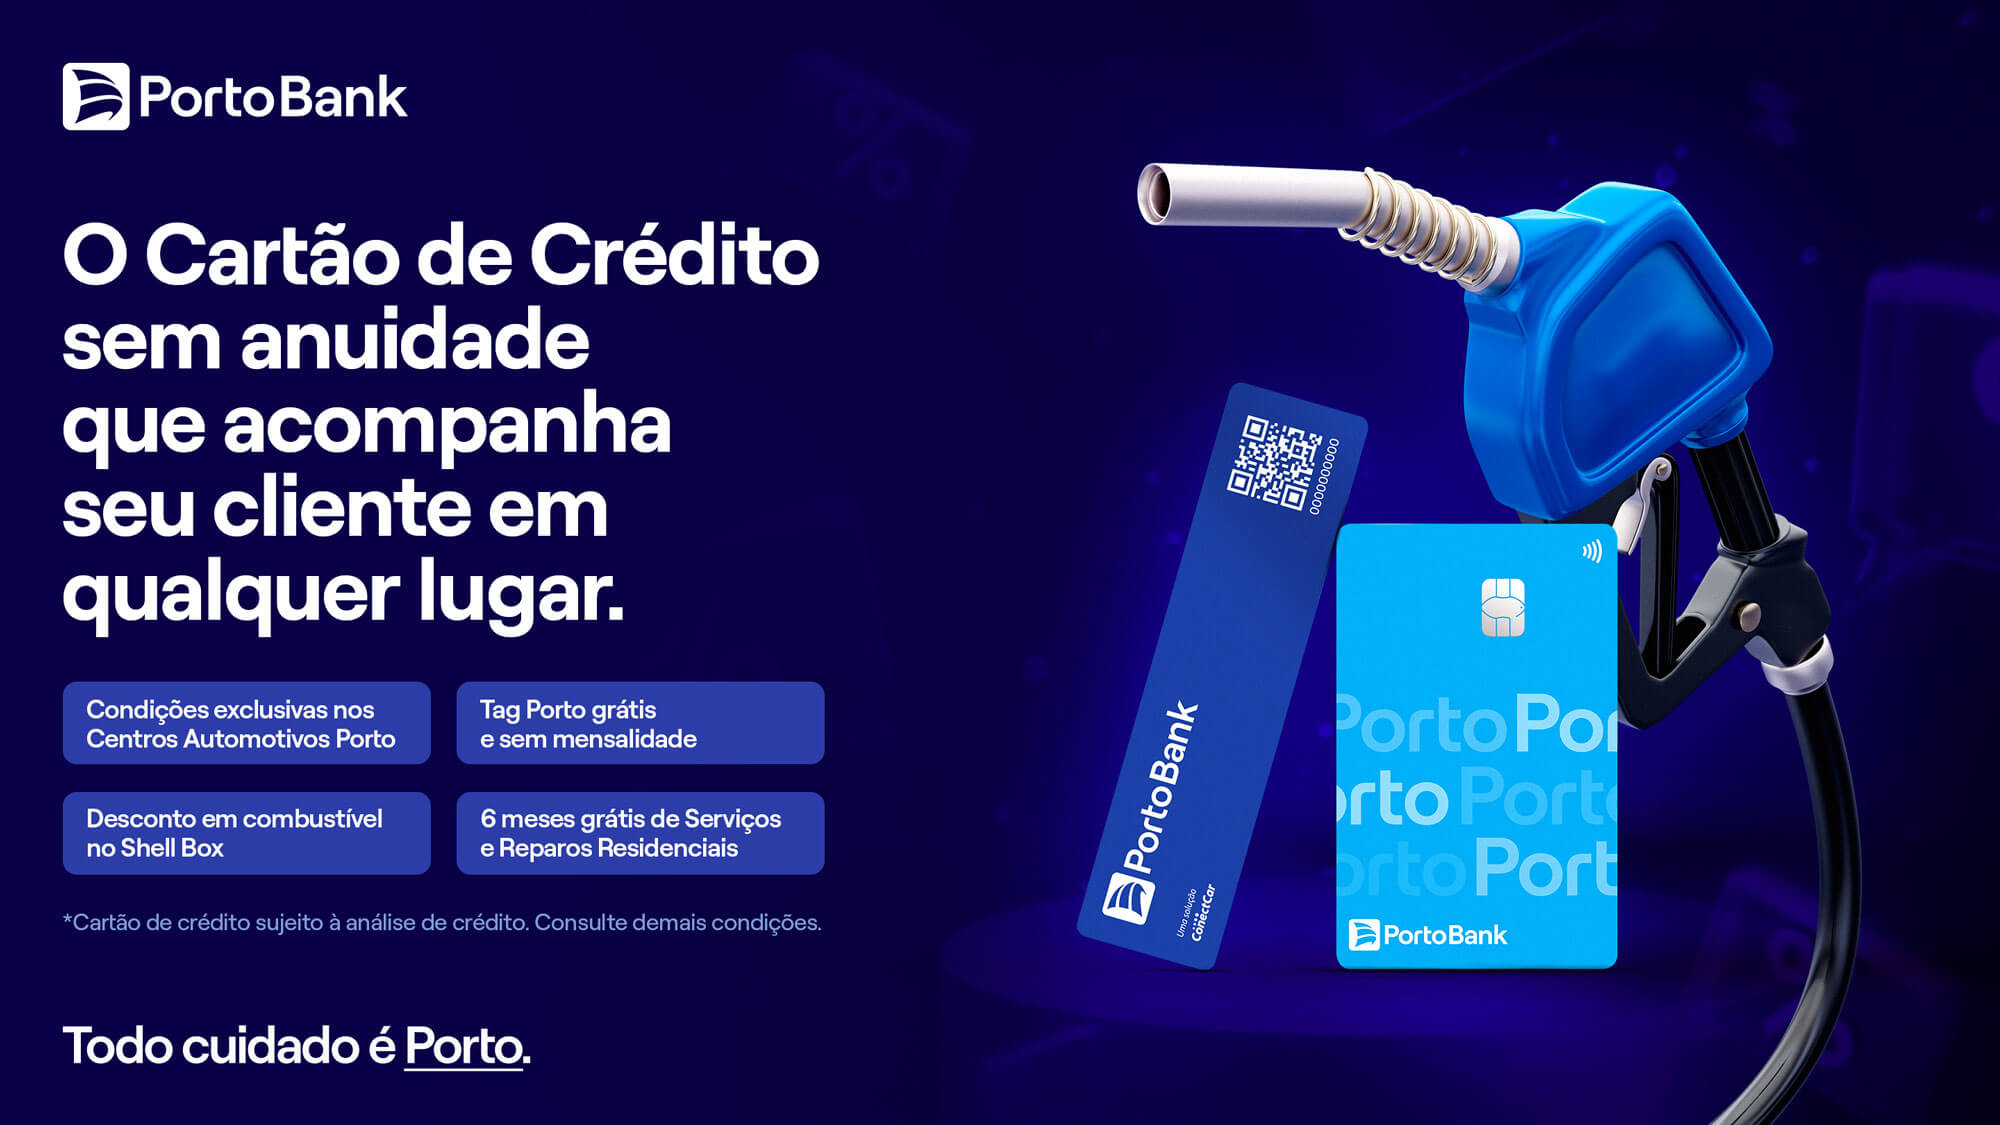 PortoBank
O Cartão de Crédito
sem anuidade
que acompanha
seu cliente em
qualquer lugar.
Condições exclusivas nos
Centros Automotivos Porto
Tag Porto grátis
e sem mensalidade
Desconto em combustível
no Shell Box
6 meses grátis de Serviços
e Reparos Residenciais
*Cartão de crédito sujeito à análise de crédito. Consulte demais condições.
Todo cuidado é Porto.
0000000000
PortoBank
Uma solução
ConectCar
Porto Por
orto Porto
orto Port
PortoBank